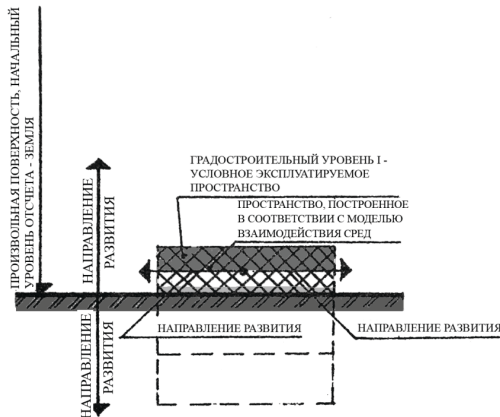 ПРОИЗВОЛЬНАЯ ПОВЕРХНОСТЬ, НАЧАЛЬНЫЙ
УРОВЕНЬ ОТСЧЕТА - ЗЕМЛЯ
НАПРАВЛЕНИЕ
РАЗВИТИЯ
ГРАДОСТРОИТЕЛЬНЫЙ УРОВЕНЬ I -
УСЛОВНОЕ ЭКСПЛУАТИРУЕМОЕ
ПРОСТРАНСТВО
ПРОСТРАНСТВО, ПОСТРОЕННОЕ
В СООТВЕТСТВИИ С МОДЕЛЬЮ
ВЗАИМОДЕЙСТВИЯ СРЕД
НАПРАВЛЕНИЕ
РАЗВИТИЯ
НАПРАВЛЕНИЕ РАЗВИТИЯ
НАПРАВЛЕНИЕ РАЗВИТИЯ